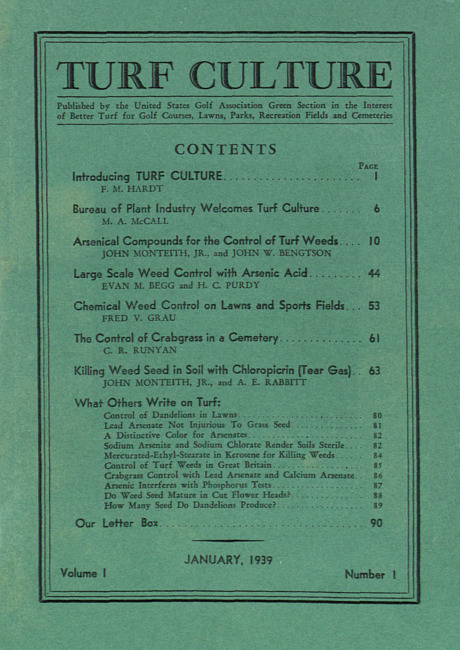 TURF CULTURE
Published by the United States Golf Association Green Section in the Interest
of Better Turf for Golf Courses, Lawns, Parks, Recreation Fields and Cemeteries
CONTENTS
PAGE
Introducing TURF CULTURE 1
F. M. HARDT
Bureau of Plant Industry Welcomes Turf Culture 6
M. A. McCALL
Arsenical Compounds for the Control of Turf Weeds 10
JOHN MONTEITH, JR., and JOHN W. BENGTSON
Large Scale Weed Control with Arsenic Acid 44
EVAN M. BEGG and H. C. PURDY
Chemical Weed Control on Lawns and Sports Fields 53
FRED V. GRAU
The Control of Crabgrass in a Cemetery 61
C. R. RUNYAN
Killing Weed Seed in Soil with Chloropicrin (Tear Gas) 63
JOHN MONTEITH, JR., and A. E. RABBITT
What Others Write on Turf:
Control of Dandelions in Lawns 80
Lead Arsenate Not Injurious To Grass Seed 81
A Distinctive Color for Arsenates 82
Sodium Arsenite and Sodium Chlorate Render Soils Sterile 82
Mercurated-Ethyl-Stearate in Kerosene for Killing Weeds 84
Control of Turf Weeds in Great Britain 85
Crabgrass Control with Lead Arsenate and Calcium Arsenate 86
Arsenic Interferes with Phosphorus Tests 87
Do Weed Seed Mature in Cut Flower Heads? 88
How Many Seed Do Dandelions Produce? 89
Our Letter Box 90
JANUARY, 1939
Volume I Number 1